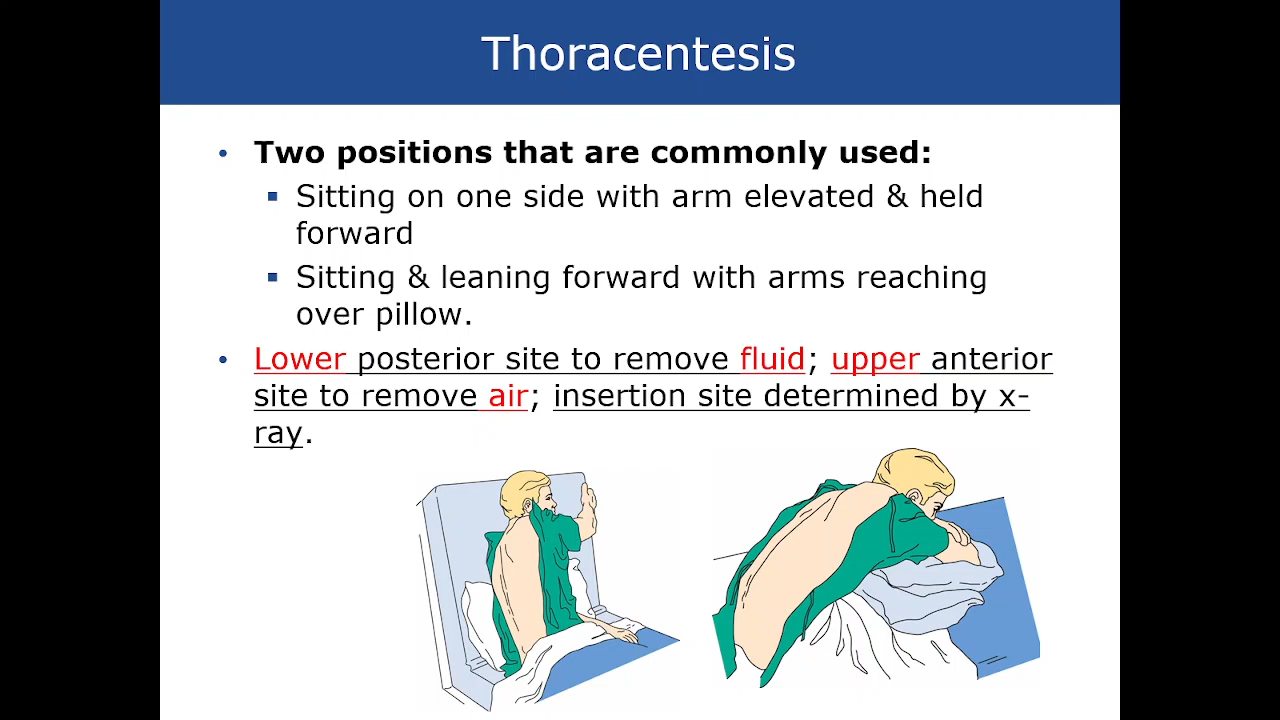 Thoracentesis
• Two positions that are commonly used:
▪ Sitting on one side with arm elevated & held
forward
▪ Sitting & leaning forward with arms reaching
over pillow.
• Lower posterior site to remove fluid; upper anterior
site to remove air; insertion site determined by x-
ray.